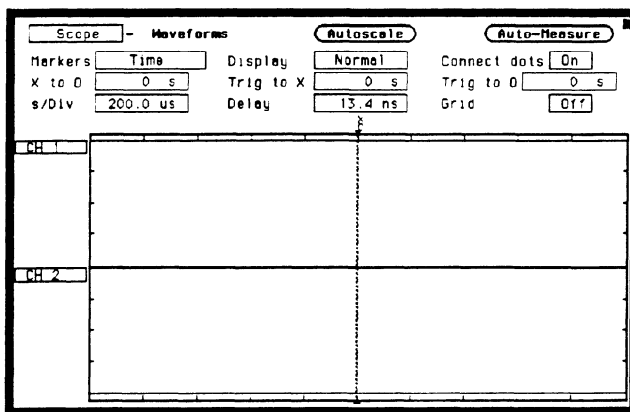 Scope - Waveforms Autoscale Auto-Measure
Markers Time Display Normal Connect dots On
X to O 0 s Trig to X 0 s Trig to O 0 s
s/Div 200.0 us Delay 13.4 ns Grid Off
CH 1
CH 2